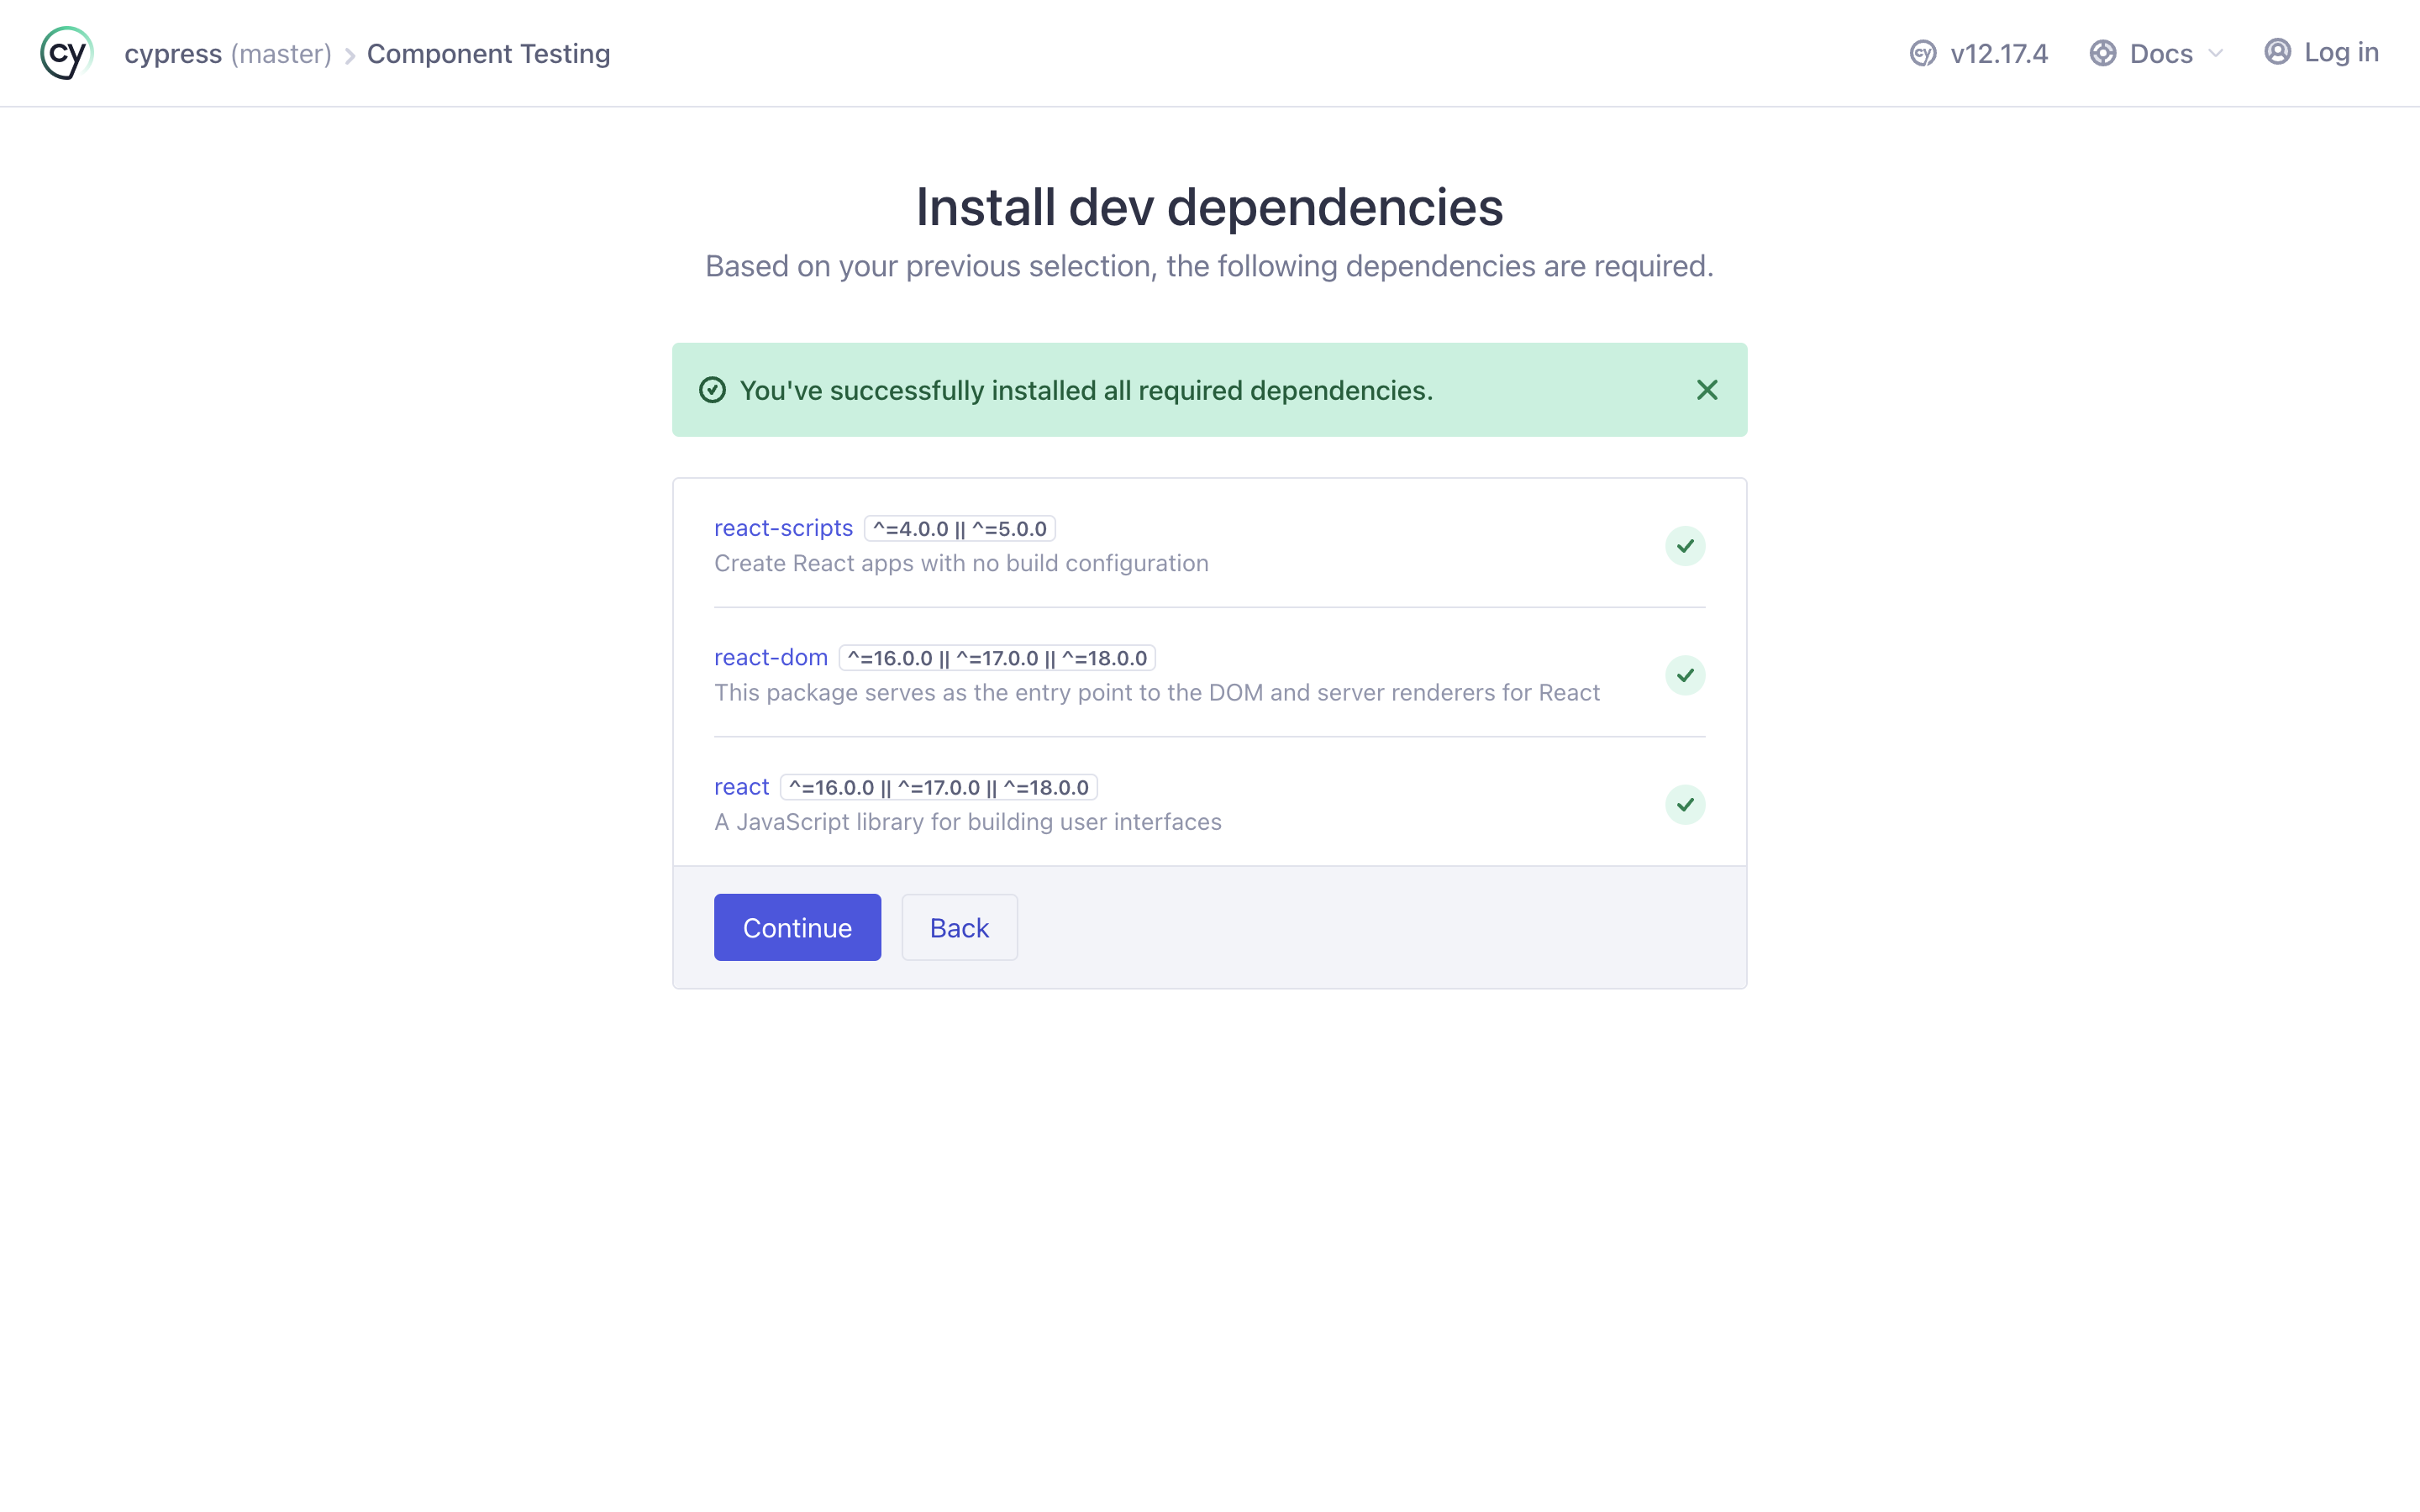 cy cypress (master) Component Testing cy v12.17.4 Docs Log in
Install dev dependencies
Based on your previous selection, the following dependencies are required.
You've successfully installed all required dependencies.
react-scripts ^=4.0.0 || ^=5.0.0
Create React apps with no build configuration
react-dom ^=16.0.0 || ^=17.0.0 || ^=18.0.0
This package serves as the entry point to the DOM and server renderers for React
react ^=16.0.0 || ^=17.0.0 || ^=18.0.0
A JavaScript library for building user interfaces
Continue Back